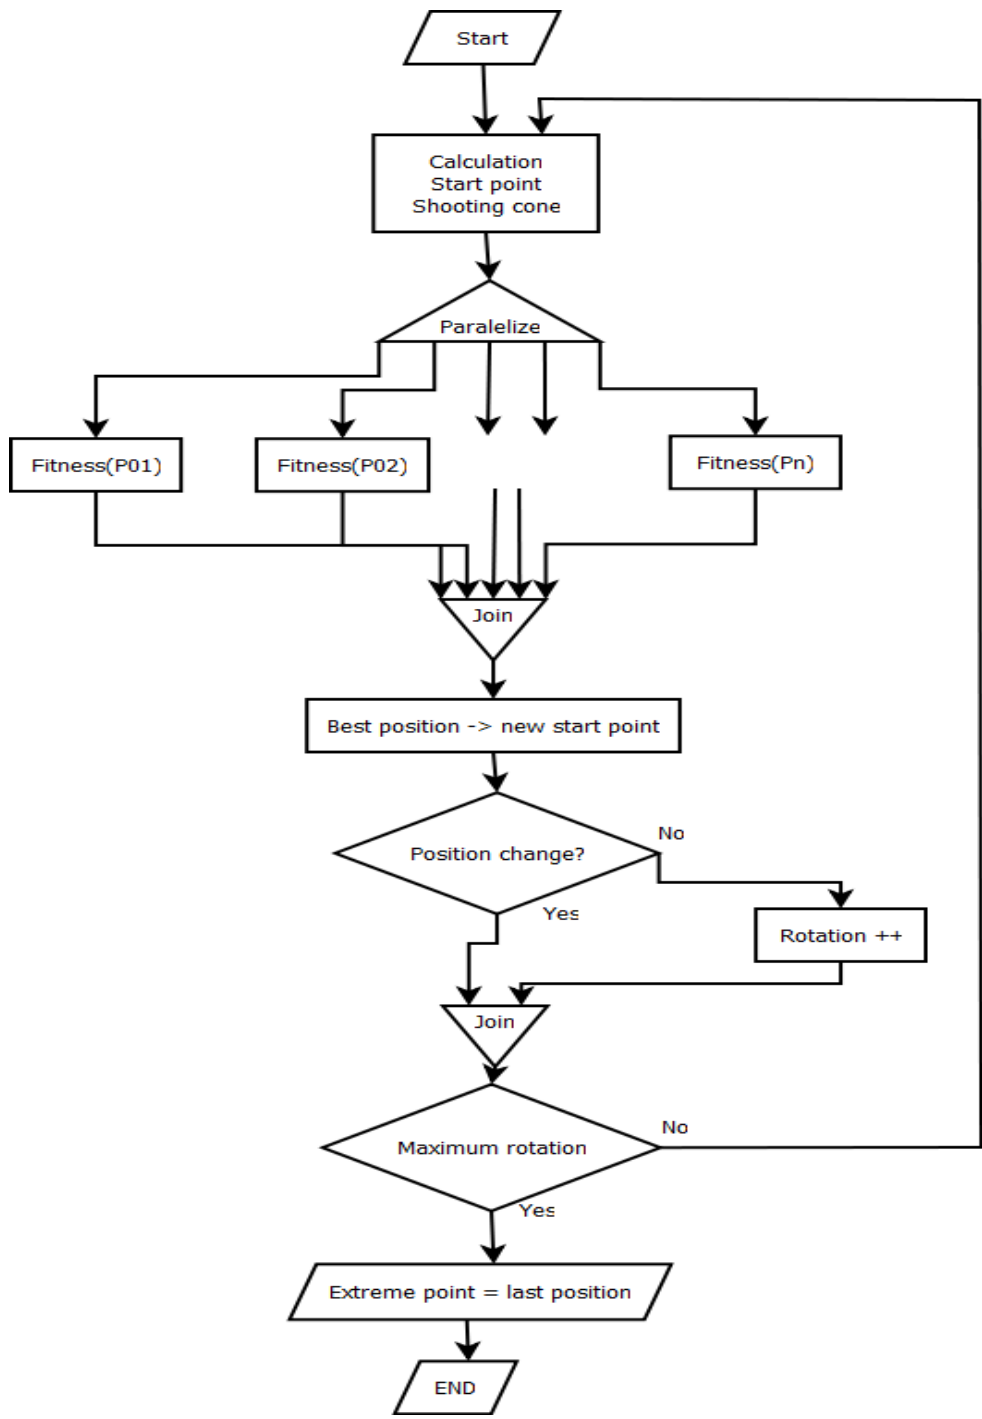 Start
Calculation
Start point
Shooting cone
Paralelize
Fitness(P01)
Fitness(P02)
Fitness(Pn)
Join
Best position -> new start point
Position change?
No
Yes
Rotation ++
Join
Maximum rotation
No
Yes
Extreme point = last position
END